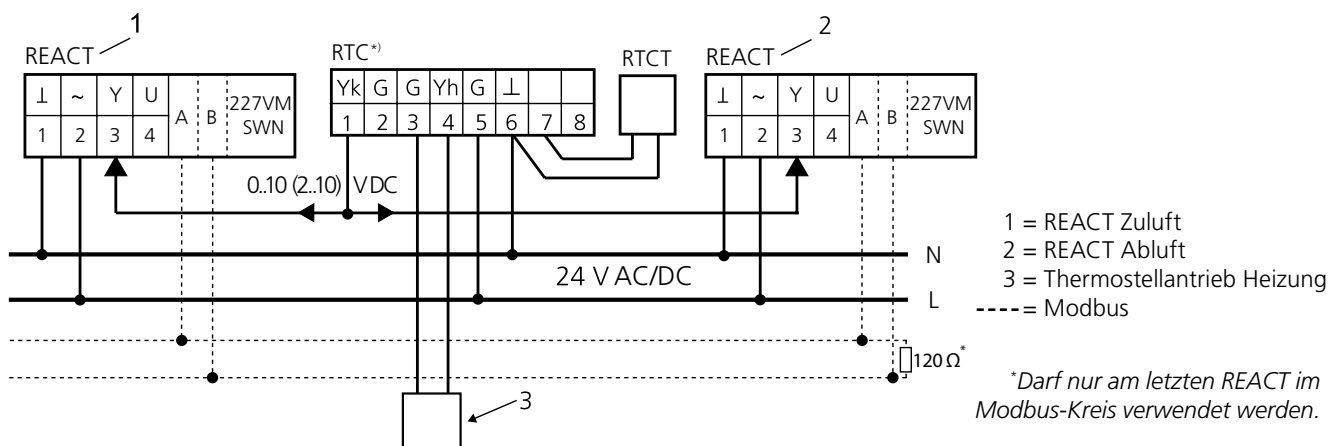 1
REACT
⊥ ~ Y U A B 227VM SWN
1 2 3 4
RTC*)
Yk G G Yh G ⊥
1 2 3 4 5 6 7 8
RTCT
2
REACT
⊥ ~ Y U A B 227VM SWN
1 2 3 4
0..10 (2..10) VDC
N
24 V AC/DC
L
120 Ω*
3
1 = REACT Zuluft
2 = REACT Abluft
3 = Thermostellantrieb Heizung
----= Modbus
*Darf nur am letzten REACT im
Modbus-Kreis verwendet werden.